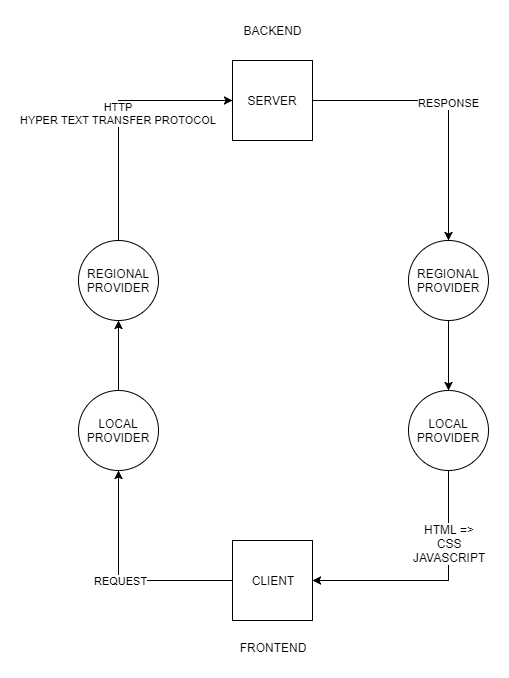 BACKEND
SERVER
HTTP
HYPER TEXT TRANSFER PROTOCOL
RESPONSE
REGIONAL
PROVIDER
REGIONAL
PROVIDER
LOCAL
PROVIDER
LOCAL
PROVIDER
HTML =>
CSS
JAVASCRIPT
REQUEST
CLIENT
FRONTEND